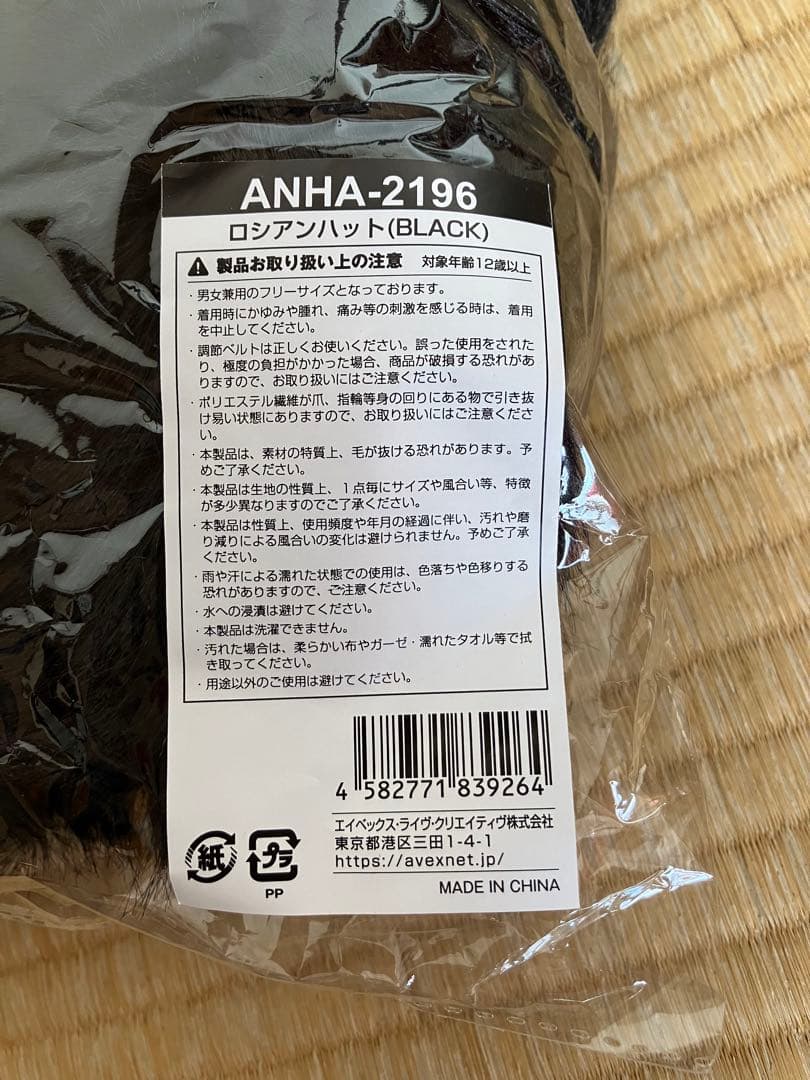 ANHA-2196
ロシアンハット(BLACK)
製品お取り扱い上の注意 対象年齢12歳以上
・男女兼用のフリーサイズとなっております。
・着用時にかゆみや腫れ、痛み等の刺激を感じる時は、着用
を中止してください。
・調節ベルトは正しくお使いください。誤った使用をされた
り、極度の負担がかかった場合、商品が破損する恐れがあ
りますので、お取り扱いにはご注意ください。
・ポリエステル繊維が爪、指輪等身の回りにある物で引き抜
け易い状態にありますので、お取り扱いにはご注意くださ
い。
・本製品は、素材の特質上、毛が抜ける恐れがあります。予
めご了承ください。
・本製品は生地の性質上、1点毎にサイズや風合い等、特徴
が多少異なりますのでご了承ください。
・本製品は性質上、使用頻度や年月の経過に伴い、汚れや磨
り減りによる風合いの変化は避けられません。予めご了承
ください。
・雨や汗による濡れた状態での使用は、色落ちや色移りする
恐れがありますので、ご注意ください。
・水への浸漬は避けてください。
・本製品は洗濯できません。
・汚れた場合は、柔らかい布やガーゼ・濡れたタオル等で拭
き取ってください。
・用途以外のご使用は避けてください。
4 582771 839264
エイベックス・ライヴ・クリエイティヴ株式会社
東京都港区三田1-4-1
https://avexnet.jp/
紙 プラ
PP
MADE IN CHINA